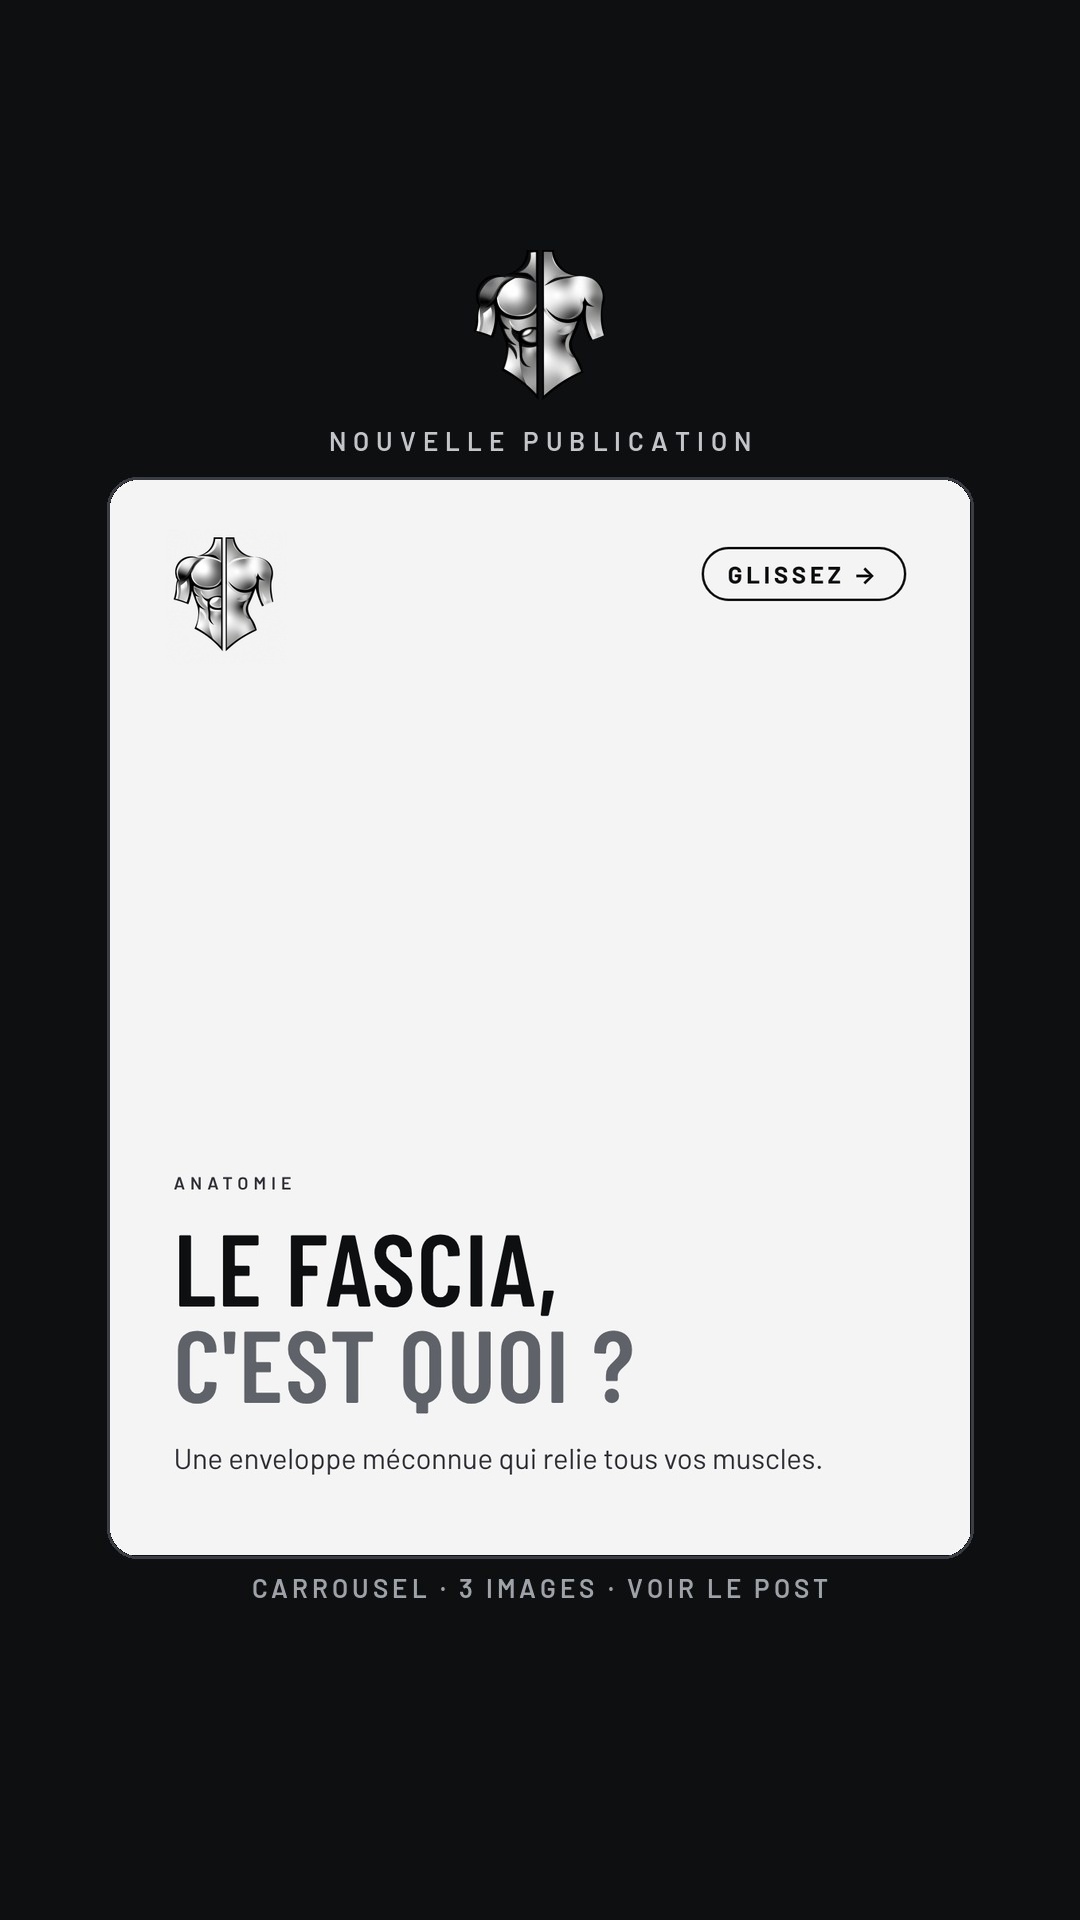 NOUVELLE PUBLICATION
GLISSEZ →
ANATOMIE
LE FASCIA,
C'EST QUOI ?
Une enveloppe méconnue qui relie tous vos muscles.
CARROUSEL · 3 IMAGES · VOIR LE POST